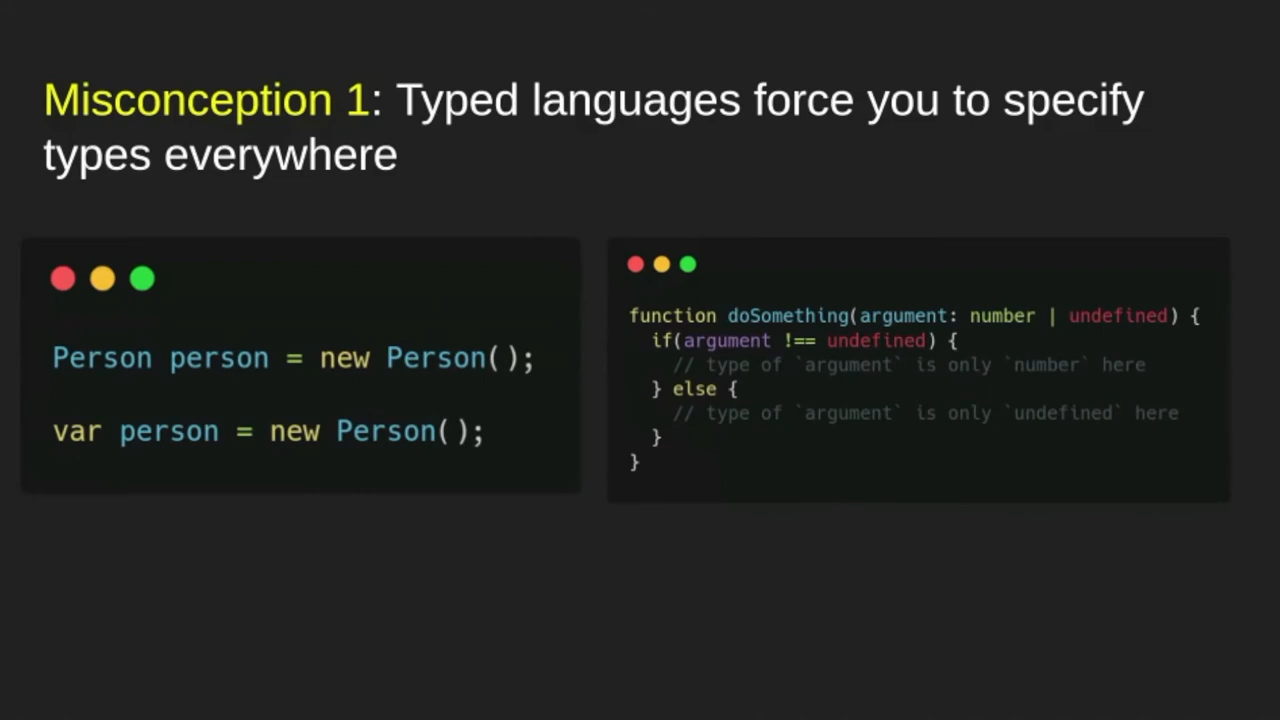 Misconception 1: Typed languages force you to specify
types everywhere
Person person = new Person();
var person = new Person();
function doSomething(argument: number | undefined) {
  if(argument !== undefined) {
    // type of `argument` is only `number` here
  } else {
    // type of `argument` is only `undefined` here
  }
}